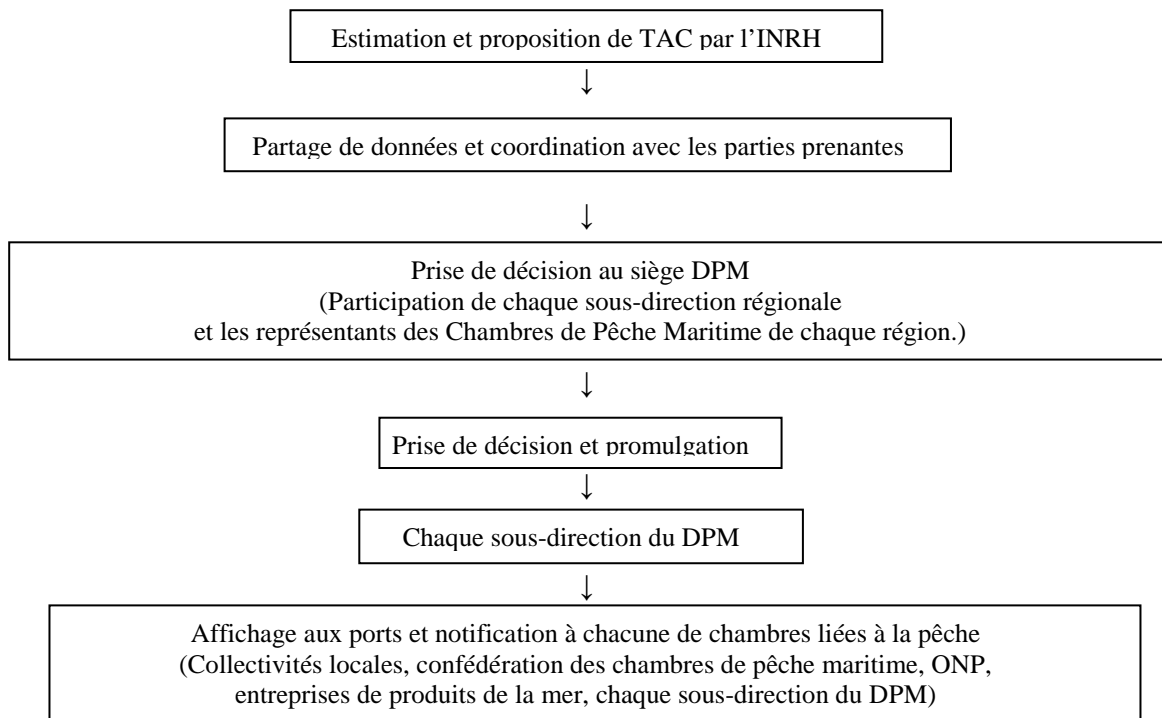 Estimation et proposition de TAC par l’INRH
↓
Partage de données et coordination avec les parties prenantes
↓
Prise de décision au siège DPM
(Participation de chaque sous-direction régionale
et les représentants des Chambres de Pêche Maritime de chaque région.)
↓
Prise de décision et promulgation
↓
Chaque sous-direction du DPM
↓
Affichage aux ports et notification à chacune de chambres liées à la pêche
(Collectivités locales, confédération des chambres de pêche maritime, ONP,
entreprises de produits de la mer, chaque sous-direction du DPM)